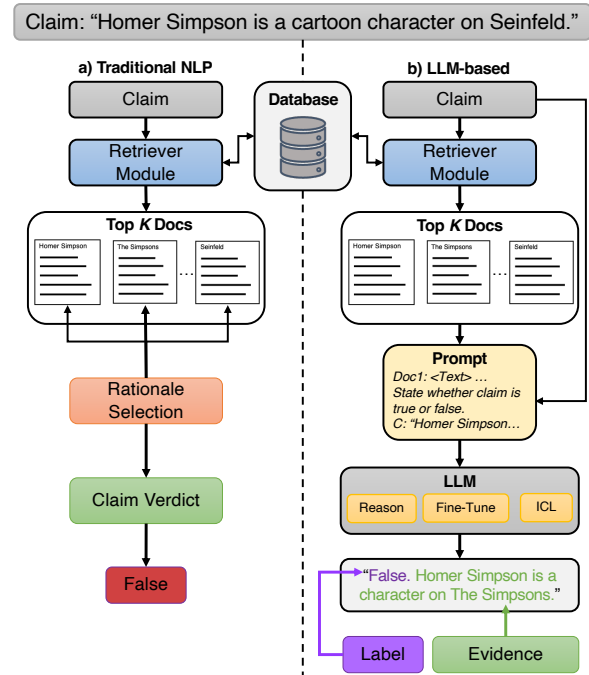 Claim: “Homer Simpson is a cartoon character on Seinfeld.”
a) Traditional NLP
Claim
Retriever
Module
Top K Docs
Homer Simpson
The Simpsons
...
Seinfeld
Rationale
Selection
Claim Verdict
False
Database
b) LLM-based
Claim
Retriever
Module
Top K Docs
Homer Simpson
The Simpsons
...
Seinfeld
Prompt
Doc1: <Text> ...
State whether claim is
true or false.
C: “Homer Simpson...
LLM
Reason
Fine-Tune
ICL
“False. Homer Simpson is a
character on The Simpsons.”
Label
Evidence